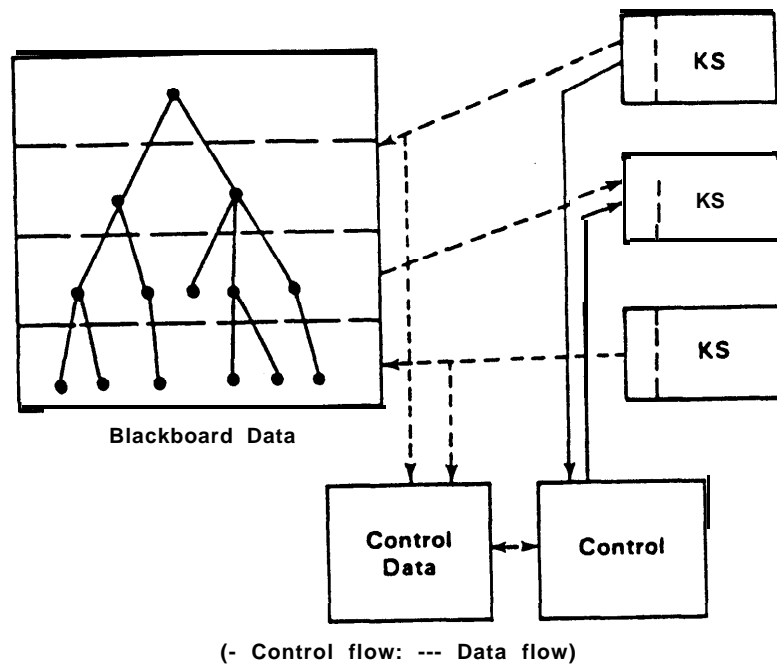 KS
KS
KS
Blackboard Data
Control
Data
Control
(- Control flow: --- Data flow)